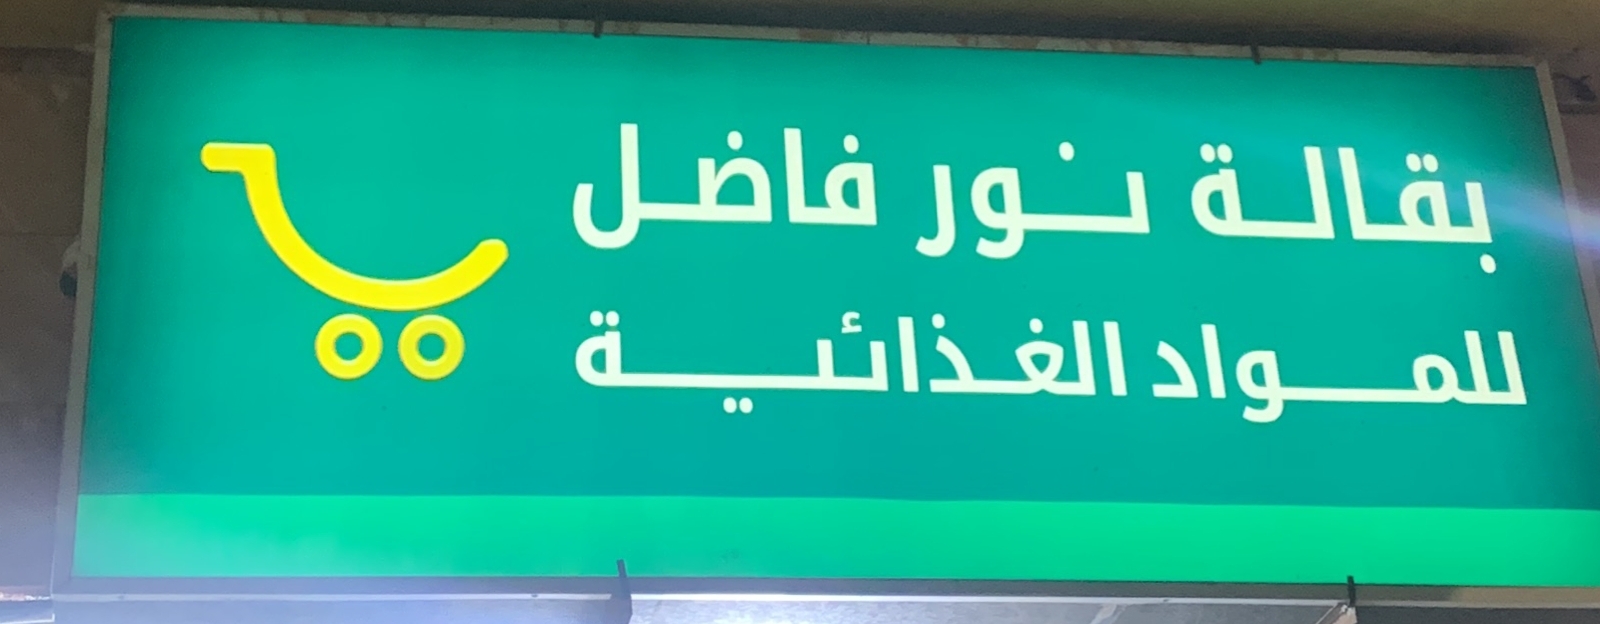 بقالة نور فاضل
للمواد الغذائية